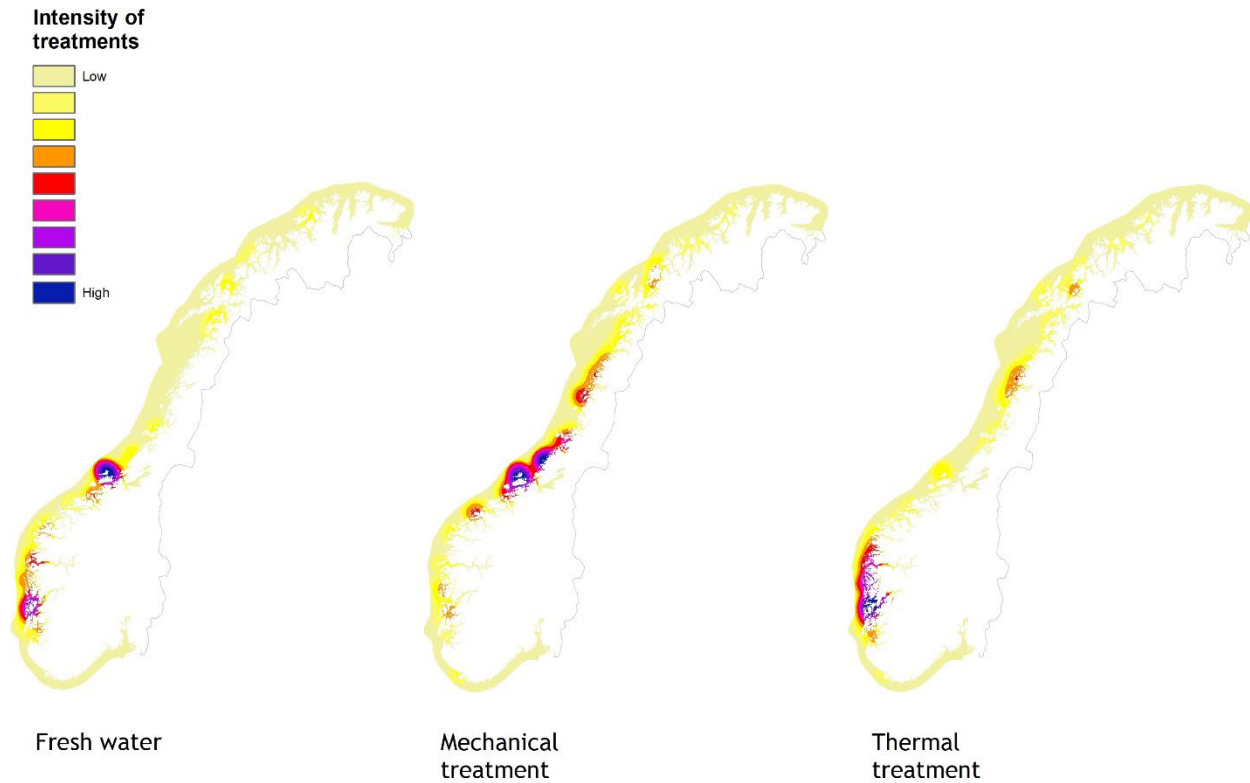 Intensity of
treatments
Low
High
Fresh water
Mechanical
treatment
Thermal
treatment